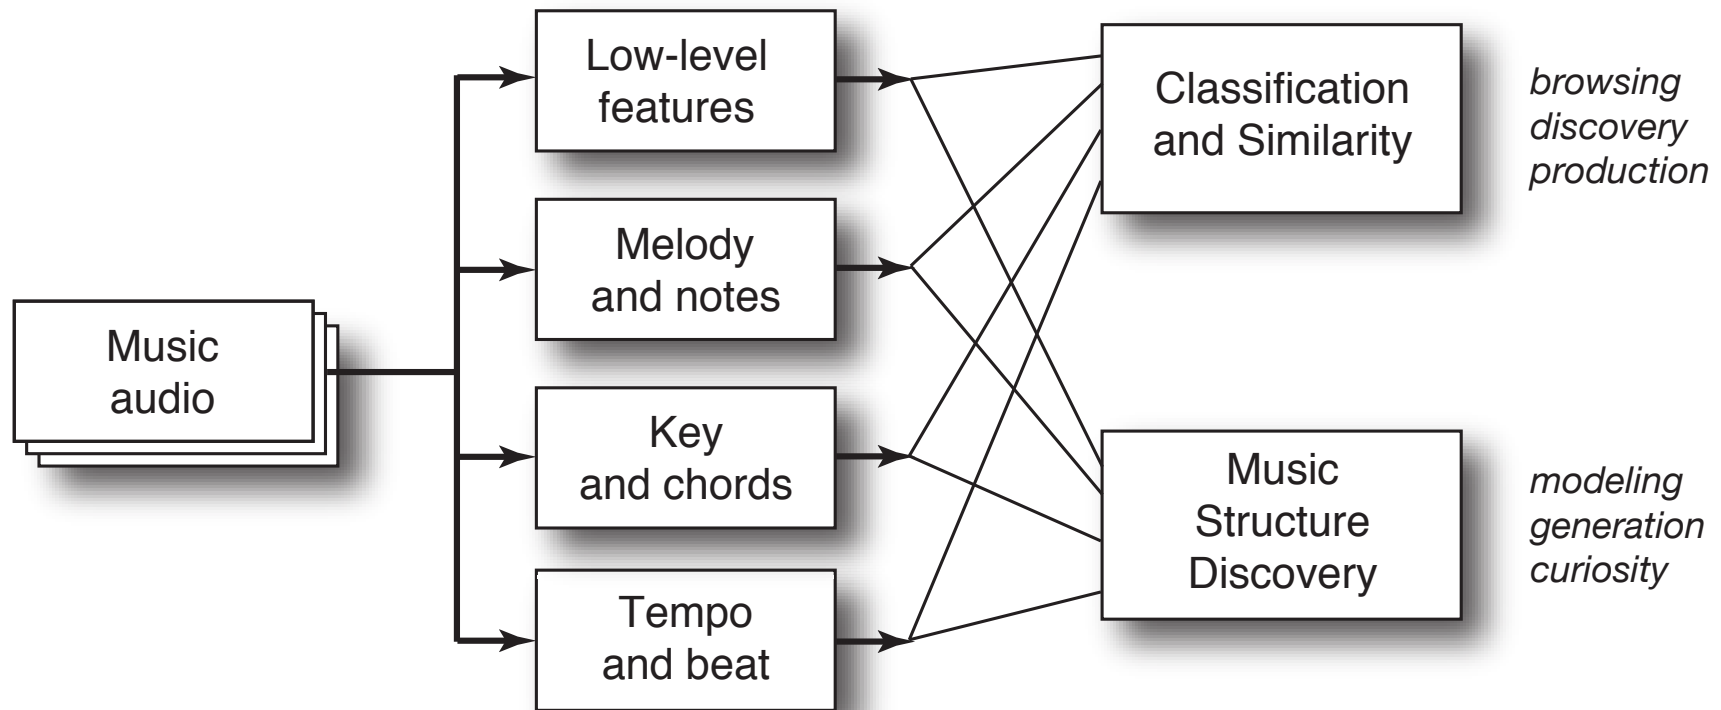 Music
audio
Low-level
features
Melody
and notes
Key
and chords
Tempo
and beat
Classification
and Similarity
browsing
discovery
production
Music
Structure
Discovery
modeling
generation
curiosity